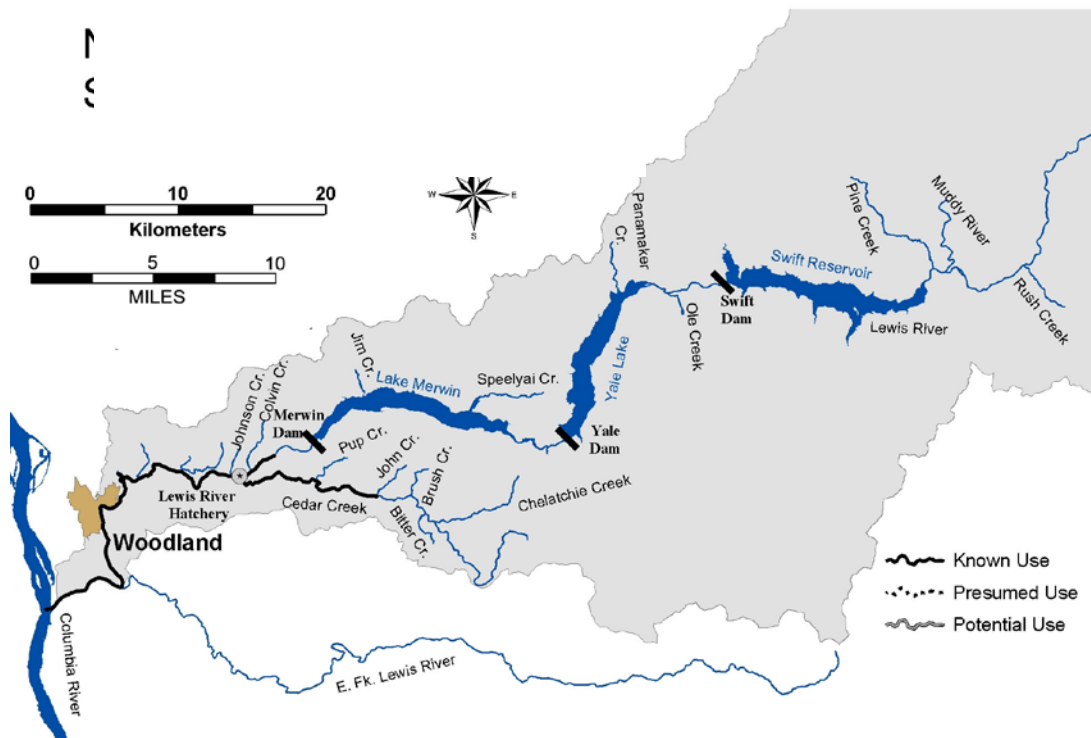 0 10 20
Kilometers
0 5 10
MILES
W E
S
Panamaker
Cr.
Pine Creek
Muddy River
Rush Creek
Swift Reservoir
Swift
Dam
Lewis River
Ole Creek
Yale Lake
Yale
Dam
Jim Cr.
Lake Merwin
Speelyai Cr.
Merwin
Dam
Johnson Cr.
Colvin Cr.
Pup Cr.
John Cr.
Brush Cr.
Chelatchie Creek
Lewis River
Hatchery
Cedar Creek
Bitter Cr.
Woodland
Columbia River
E. Fk. Lewis River
Known Use
Presumed Use
Potential Use